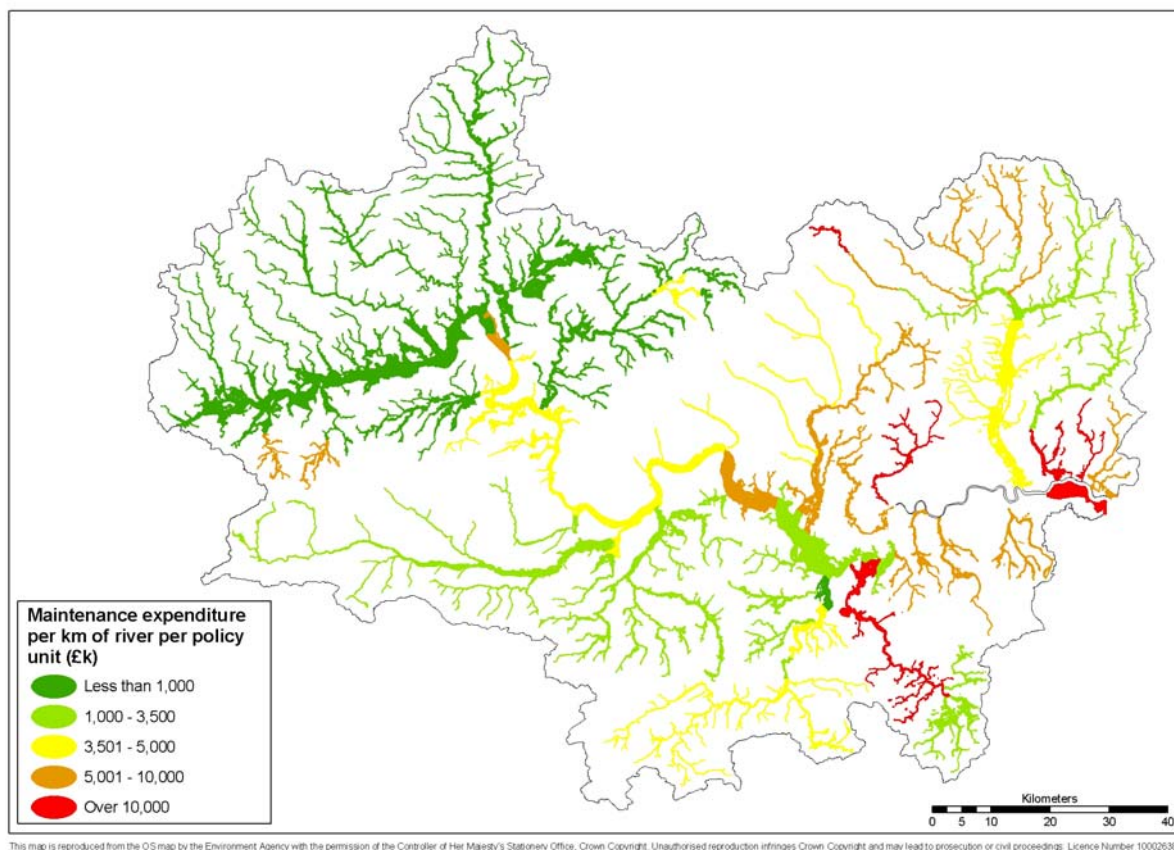 Maintenance expenditure
per km of river per policy
unit (£k)
Less than 1,000
1,000 - 3,500
3,501 - 5,000
5,001 - 10,000
Over 10,000
Kilometers
0 5 10 20 30 40
This map is reproduced from the OS map by the Environment Agency with the permission of the Controller of Her Majesty's Stationery Office, Crown Copyright. Unauthorised reproduction infringes Crown Copyright and may lead to prosecution or civil proceedings. Licence Number